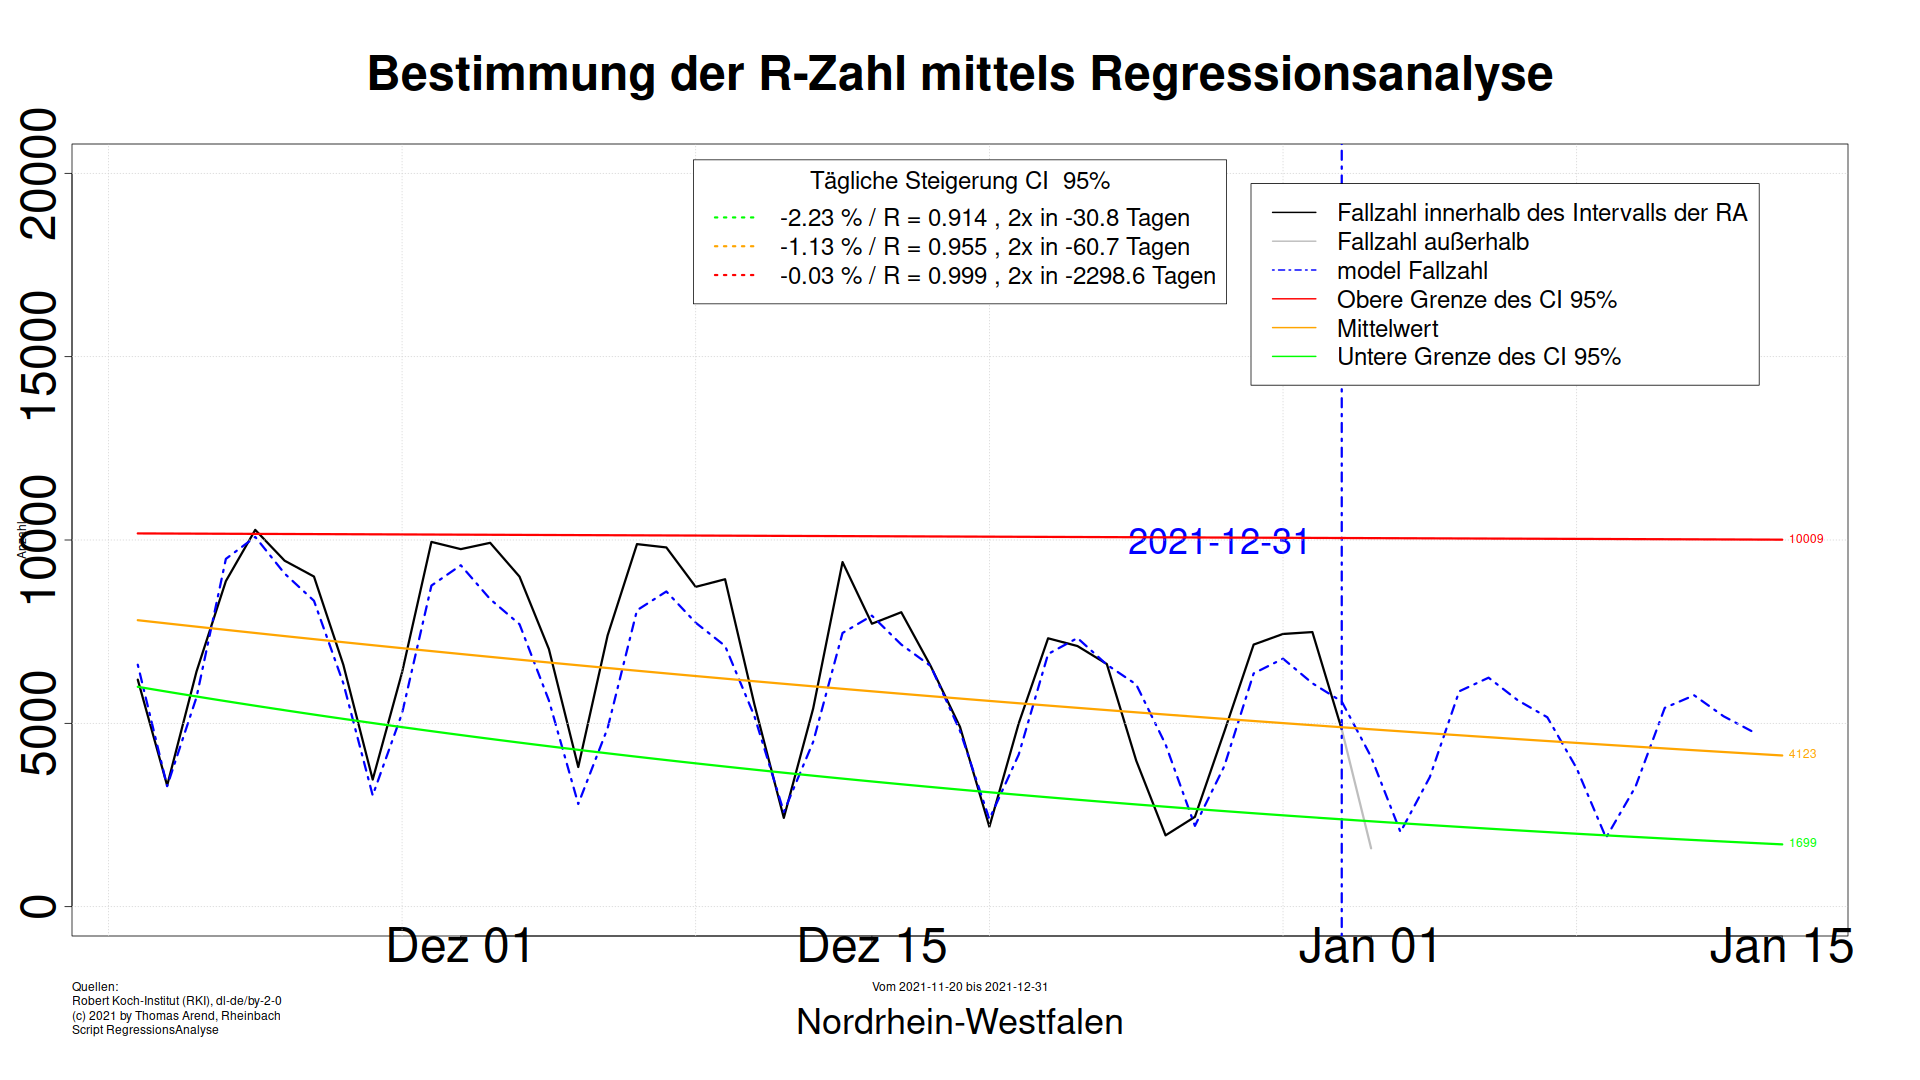 Bestimmung der R-Zahl mittels Regressionsanalyse
Anzahl
20000
15000
10000
5000
0
Tägliche Steigerung CI 95%
-2.23 % / R = 0.914 , 2x in -30.8 Tagen
-1.13 % / R = 0.955 , 2x in -60.7 Tagen
-0.03 % / R = 0.999 , 2x in -2298.6 Tagen
Fallzahl innerhalb des Intervalls der RA
Fallzahl außerhalb
model Fallzahl
Obere Grenze des CI 95%
Mittelwert
Untere Grenze des CI 95%
2021-12-31
10009
4123
1699
Dez 01
Dez 15
Jan 01
Jan 15
Quellen:
Robert Koch-Institut (RKI), dl-de/by-2-0
(c) 2021 by Thomas Arend, Rheinbach
Script RegressionsAnalyse
Vom 2021-11-20 bis 2021-12-31
Nordrhein-Westfalen